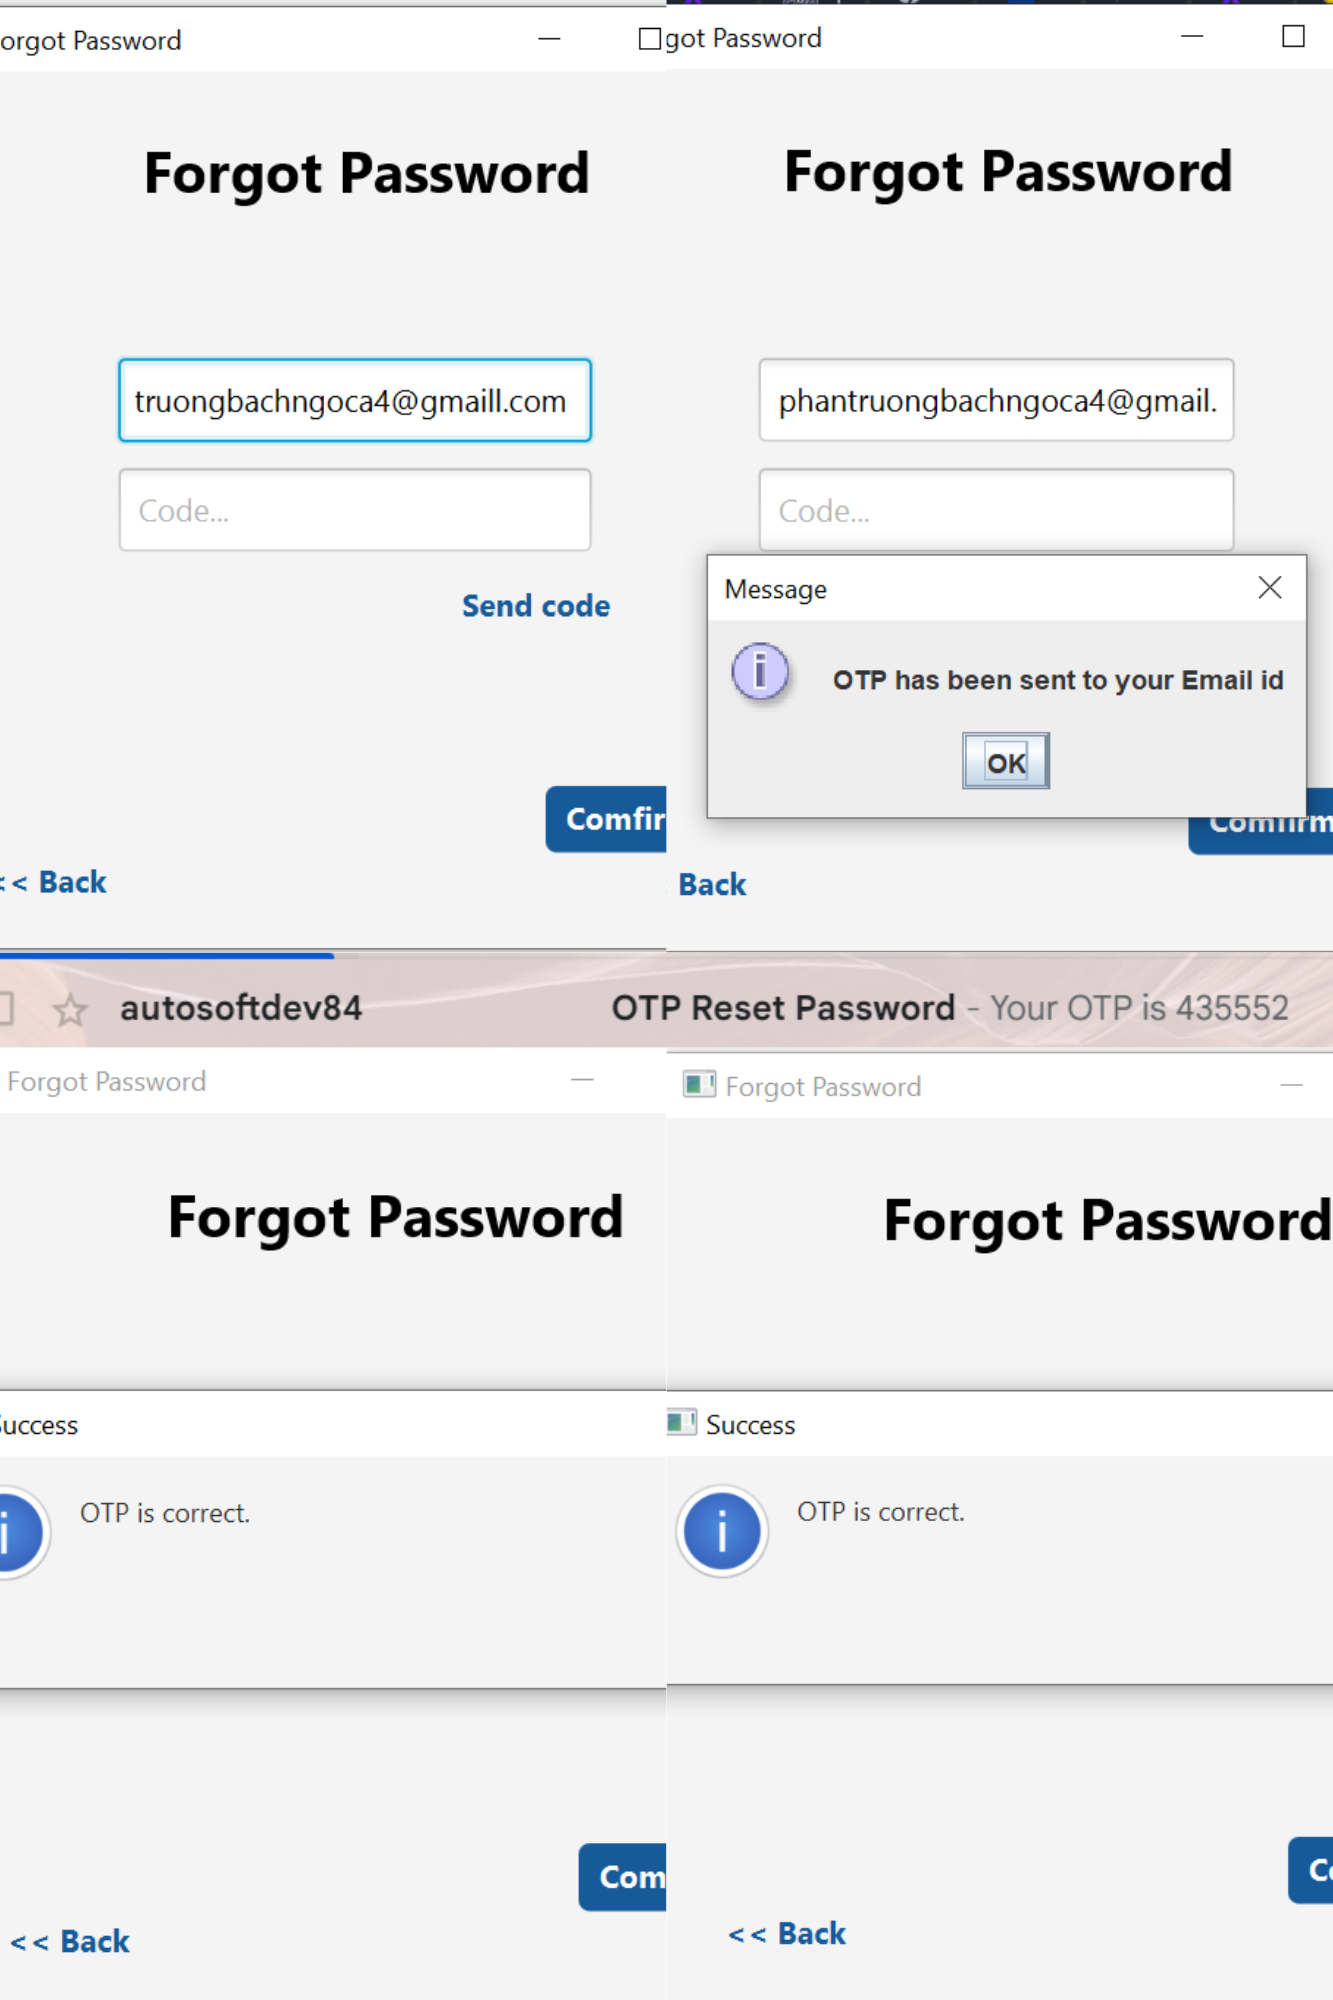 orgot Password
got Password
Forgot Password
Forgot Password
truongbachngoca4@gmaill.com
phantruongbachngoca4@gmail.
Code...
Code...
Send code
Message
i
OTP has been sent to your Email id
OK
Comfir
Comfirm
<< Back
Back
autosoftdev84 OTP Reset Password - Your OTP is 435552
Forgot Password
Forgot Password
Forgot Password
Forgot Password
Success
Success
i
OTP is correct.
i
OTP is correct.
Com
Co
<< Back
<< Back